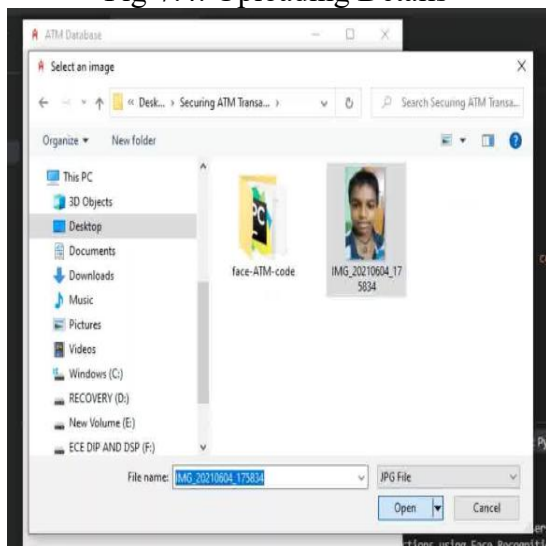 ATM Database
Select an image
« Desk... › Securing ATM Transa... ›
Search Securing ATM Transa...
Organize
New folder
This PC
3D Objects
Desktop
Documents
Downloads
Music
Pictures
Videos
Windows (C:)
RECOVERY (D:)
New Volume (E:)
ECE DIP AND DSP (F:)
face-ATM-code
IMG_20210604_17
5834
File name: IMG_20210604_175834
JPG File
Open
Cancel